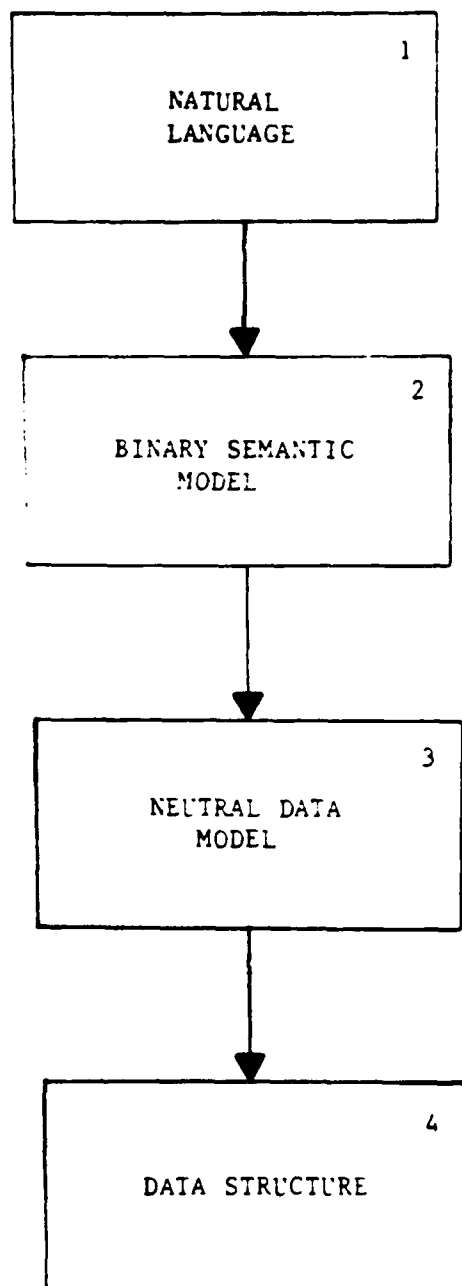 1
NATURAL
LANGUAGE
2
BINARY SEMANTIC
MODEL
3
NEUTRAL DATA
MODEL
4
DATA STRUCTURE